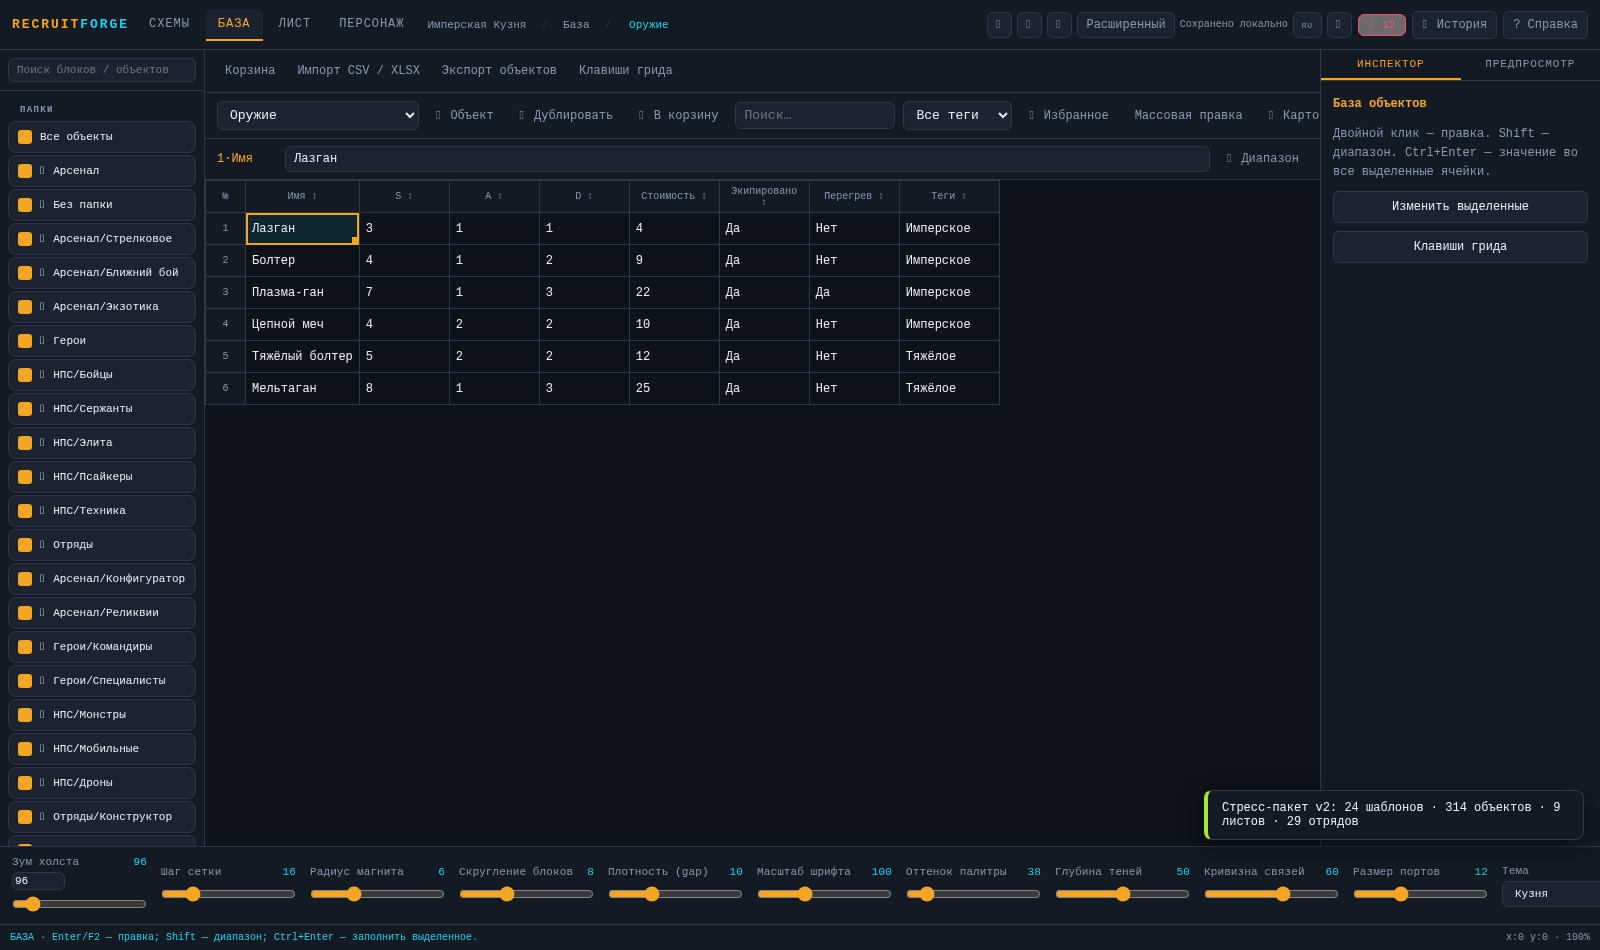 RECRUITFORGE СХЕМЫ БАЗА ЛИСТ ПЕРСОНАЖ Имперская Кузня / База / Оружие Расширенный Сохранено локально RU 12 История ? Справка
Поиск блоков / объектов
ПАПКИ
Все объекты
Арсенал
Без папки
Арсенал/Стрелковое
Арсенал/Ближний бой
Арсенал/Экзотика
Герои
НПС/Бойцы
НПС/Сержанты
НПС/Элита
НПС/Псайкеры
НПС/Техника
Отряды
Арсенал/Конфигуратор
Арсенал/Реликвии
Герои/Командиры
Герои/Специалисты
НПС/Монстры
НПС/Мобильные
НПС/Дроны
Отряды/Конструктор
Корзина Импорт CSV / XLSX Экспорт объектов Клавиши грида
Оружие Объект Дублировать В корзину Поиск… Все теги Избранное Массовая правка Карто
1·Имя Лазган Диапазон
№ Имя ↕ S ↕ A ↕ D ↕ Стоимость ↕ Экипировано ↕ Перегрев ↕ Теги ↕
1 Лазган 3 1 1 4 Да Нет Имперское
2 Болтер 4 1 2 9 Да Нет Имперское
3 Плазма-ган 7 1 3 22 Да Да Имперское
4 Цепной меч 4 2 2 10 Да Нет Имперское
5 Тяжёлый болтер 5 2 2 12 Да Нет Тяжёлое
6 Мельтаган 8 1 3 25 Да Нет Тяжёлое
ИНСПЕКТОР ПРЕДПРОСМОТР
База объектов
Двойной клик — правка. Shift —
диапазон. Ctrl+Enter — значение во
все выделенные ячейки.
Изменить выделенные
Клавиши грида
Стресс-пакет v2: 24 шаблонов · 314 объектов · 9
листов · 29 отрядов
Зум холста 96
96
Шаг сетки 16
Радиус магнита 6
Скругление блоков 8
Плотность (gap) 10
Масштаб шрифта 100
Оттенок палитры 38
Глубина теней 50
Кривизна связей 60
Размер портов 12
Тема
Кузня
БАЗА · Enter/F2 — правка; Shift — диапазон; Ctrl+Enter — заполнить выделенное.
x:0 y:0 · 100%